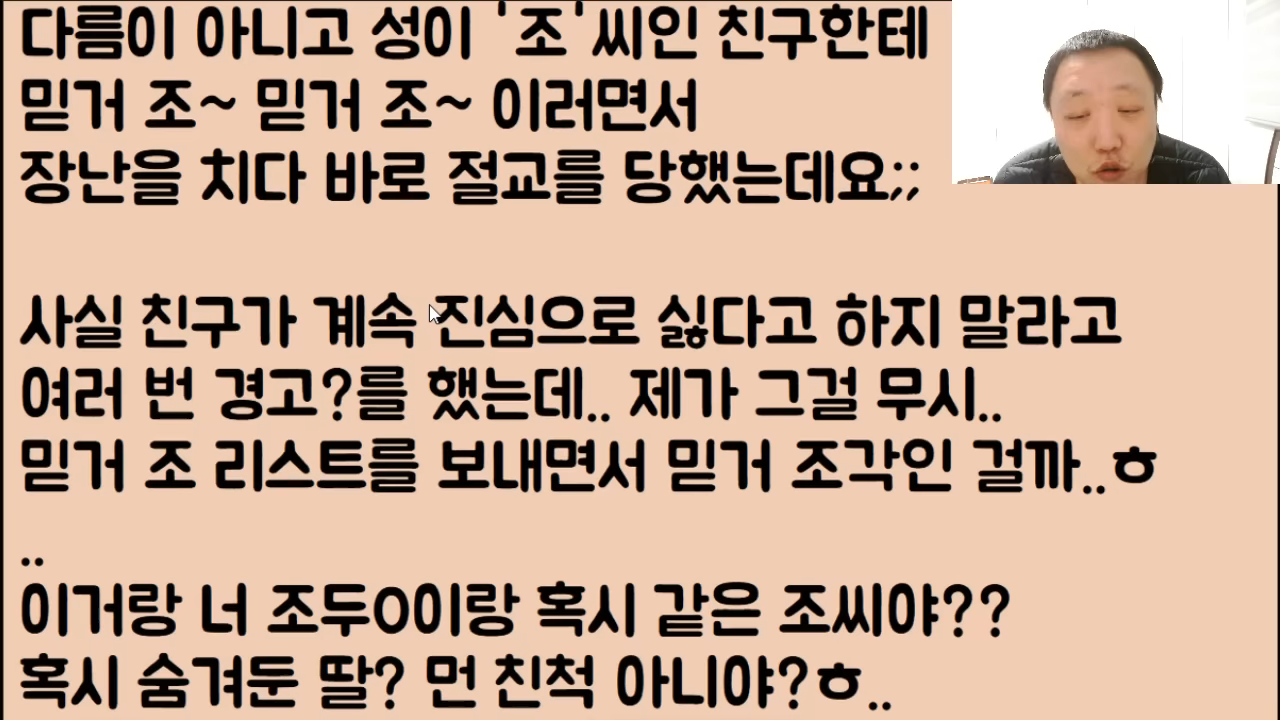 다름이 아니고 성이 '조'씨인 친구한테
믿거 조~ 믿거 조~ 이러면서
장난을 치다 바로 절교를 당했는데요;;
사실 친구가 계속 진심으로 싫다고 하지 말라고
여러 번 경고?를 했는데.. 제가 그걸 무시..
믿거 조 리스트를 보내면서 믿거 조각인 걸까..ㅎ
..
이거랑 너 조두O이랑 혹시 같은 조씨야??
혹시 숨겨둔 딸? 먼 친척 아니야?ㅎ..